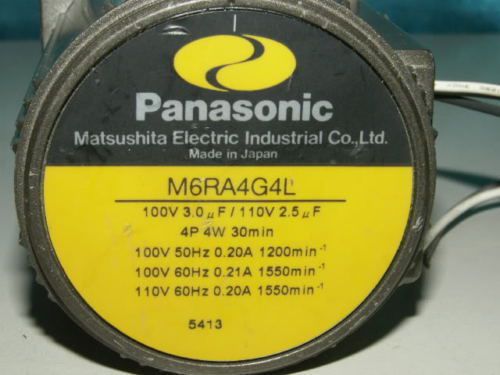 Panasonic
Matsushita Electric Industrial Co.,Ltd.
Made in Japan
M6RA4G4L
100V 3.0µF / 110V 2.5µF
4P 4W 30min
100V 50Hz 0.20A 1200min⁻¹
100V 60Hz 0.21A 1550min⁻¹
110V 60Hz 0.20A 1550min⁻¹
5413